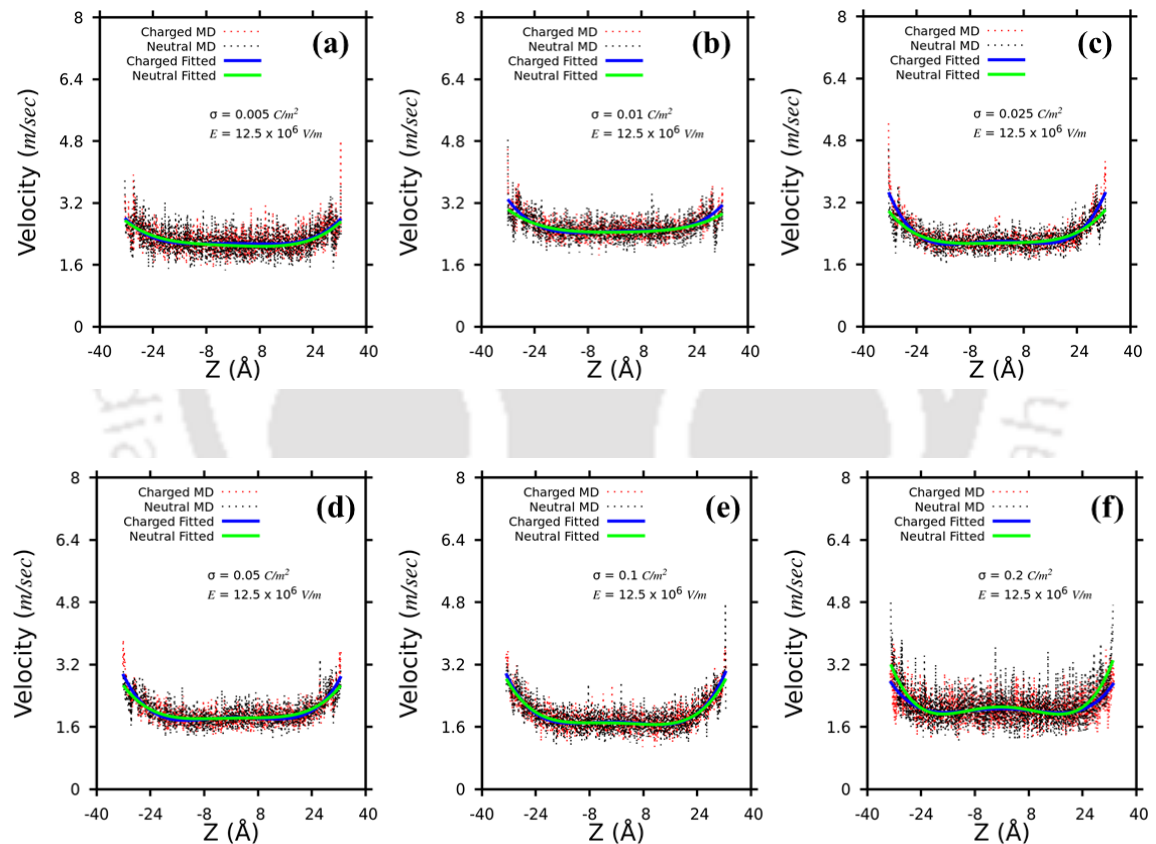 (a)
Charged MD
Neutral MD
Charged Fitted
Neutral Fitted
σ = 0.005 C/m²
E = 12.5 x 10⁶ V/m
Velocity (m/sec)
8
6.4
4.8
3.2
1.6
0
-40 -24 -8 8 24 40
Z (Å)
(b)
Charged MD
Neutral MD
Charged Fitted
Neutral Fitted
σ = 0.01 C/m²
E = 12.5 x 10⁶ V/m
Velocity (m/sec)
8
6.4
4.8
3.2
1.6
0
-40 -24 -8 8 24 40
Z (Å)
(c)
Charged MD
Neutral MD
Charged Fitted
Neutral Fitted
σ = 0.025 C/m²
E = 12.5 x 10⁶ V/m
Velocity (m/sec)
8
6.4
4.8
3.2
1.6
0
-40 -24 -8 8 24 40
Z (Å)
(d)
Charged MD
Neutral MD
Charged Fitted
Neutral Fitted
σ = 0.05 C/m²
E = 12.5 x 10⁶ V/m
Velocity (m/sec)
8
6.4
4.8
3.2
1.6
0
-40 -24 -8 8 24 40
Z (Å)
(e)
Charged MD
Neutral MD
Charged Fitted
Neutral Fitted
σ = 0.1 C/m²
E = 12.5 x 10⁶ V/m
Velocity (m/sec)
8
6.4
4.8
3.2
1.6
0
-40 -24 -8 8 24 40
Z (Å)
(f)
Charged MD
Neutral MD
Charged Fitted
Neutral Fitted
σ = 0.2 C/m²
E = 12.5 x 10⁶ V/m
Velocity (m/sec)
8
6.4
4.8
3.2
1.6
0
-40 -24 -8 8 24 40
Z (Å)